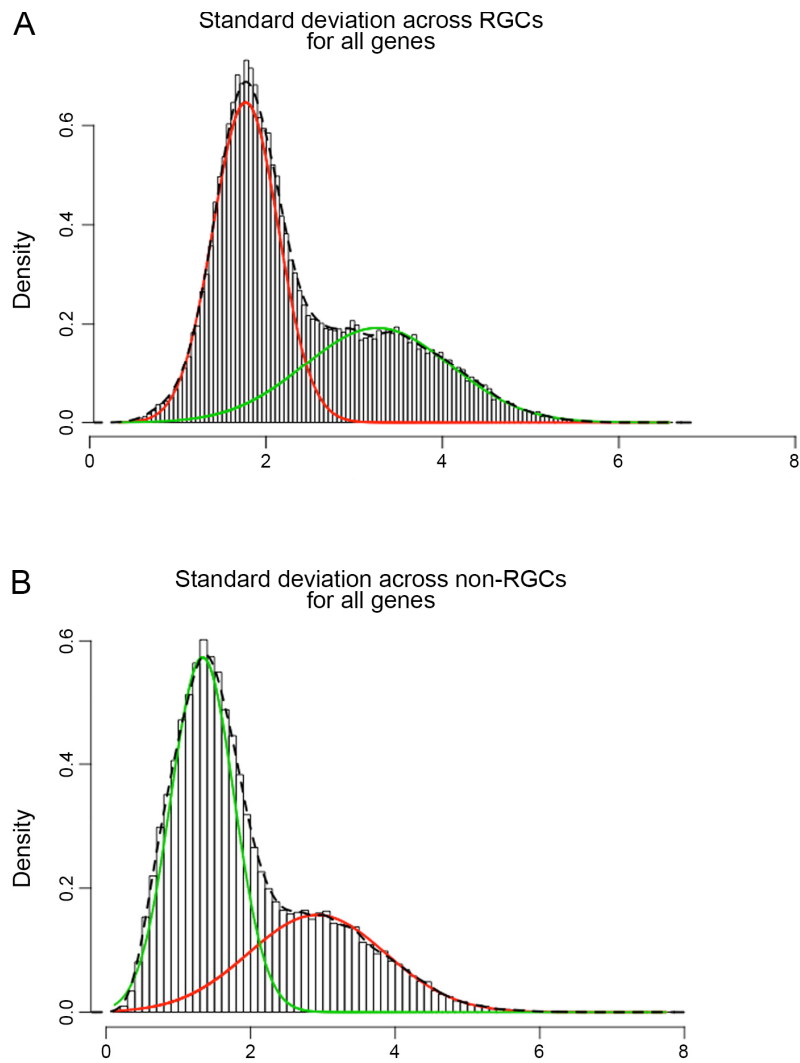 A
Standard deviation across RGCs
for all genes
Density
0.6
0.4
0.2
0.0
0 2 4 6 8
B
Standard deviation across non-RGCs
for all genes
Density
0.6
0.4
0.2
0.0
0 2 4 6 8